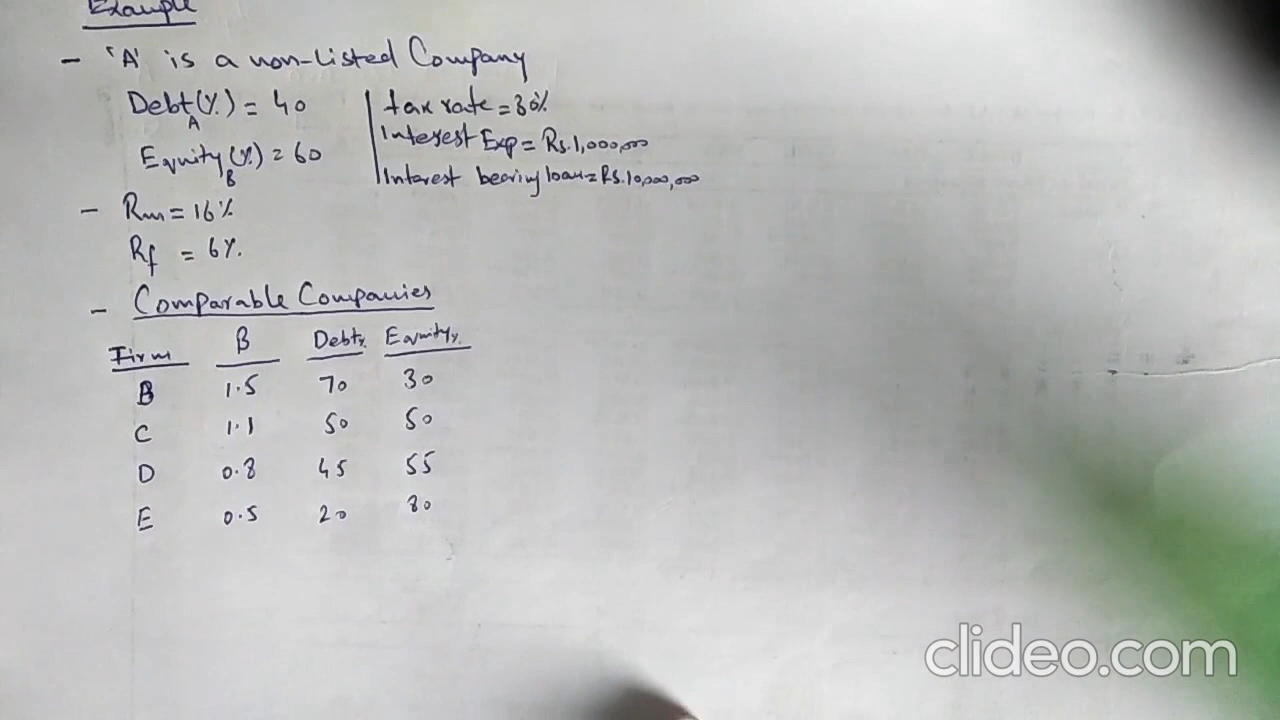 Example
- 'A' is a non-Listed Company
Debt(%) = 40
A
Equity(%) = 60
B
tax rate = 30%
Interest Exp = Rs.1,000,000
Interest bearing loan = Rs.10,000,000
- Rm = 16%
Rf = 6%.
- Comparable Companies
Firm β Debt% Equity%
B 1.5 70 30
C 1.1 50 50
D 0.8 45 55
E 0.5 20 80
clideo.com